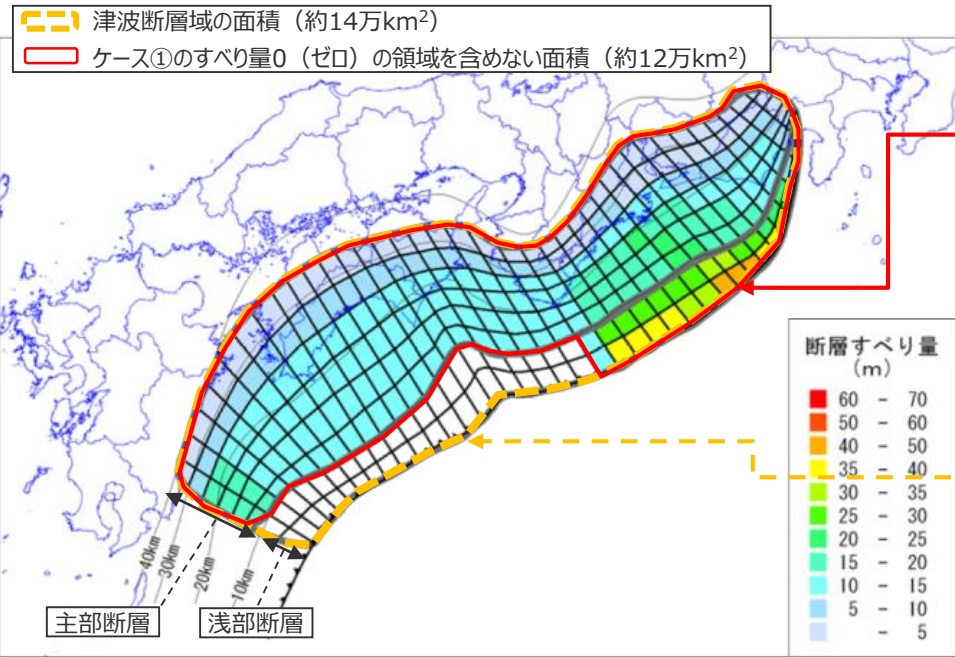 津波断層域の面積（約14万km²）
ケース①のすべり量0（ゼロ）の領域を含めない面積（約12万km²）
断層すべり量
(m)
60 - 70
50 - 60
40 - 50
35 - 40
30 - 35
25 - 30
20 - 25
15 - 20
10 - 15
5 - 10
- 5
40km
30km
20km
10km
主部断層
浅部断層